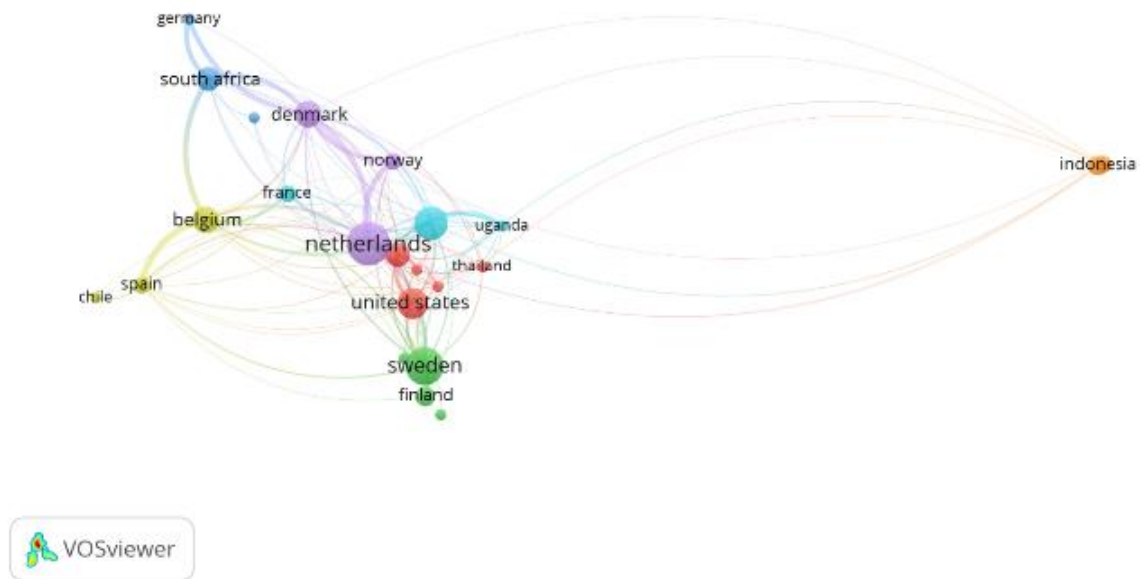 germany
south africa
denmark
norway
indonesia
france
belgium
uganda
netherlands
thailand
spain
chile
united states
sweden
finland
VOSviewer